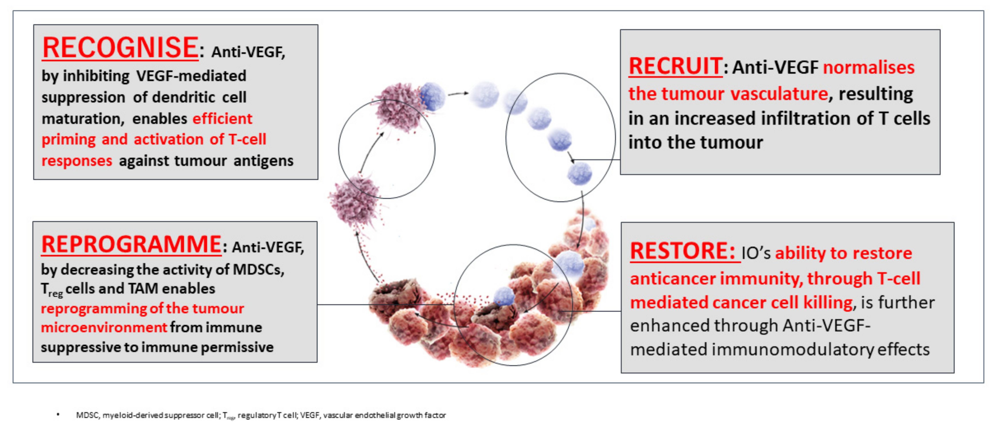 RECOGNISE: Anti-VEGF,
by inhibiting VEGF-mediated
suppression of dendritic cell
maturation, enables efficient
priming and activation of T-cell
responses against tumour antigens
RECRUIT: Anti-VEGF normalises
the tumour vasculature, resulting
in an increased infiltration of T cells
into the tumour
REPROGRAMME: Anti-VEGF,
by decreasing the activity of MDSCs,
Treg cells and TAM enables
reprogramming of the tumour
microenvironment from immune
suppressive to immune permissive
RESTORE: IO’s ability to restore
anticancer immunity, through T-cell
mediated cancer cell killing, is further
enhanced through Anti-VEGF-
mediated immunomodulatory effects
• MDSC, myeloid-derived suppressor cell; Treg, regulatory T cell; VEGF, vascular endothelial growth factor